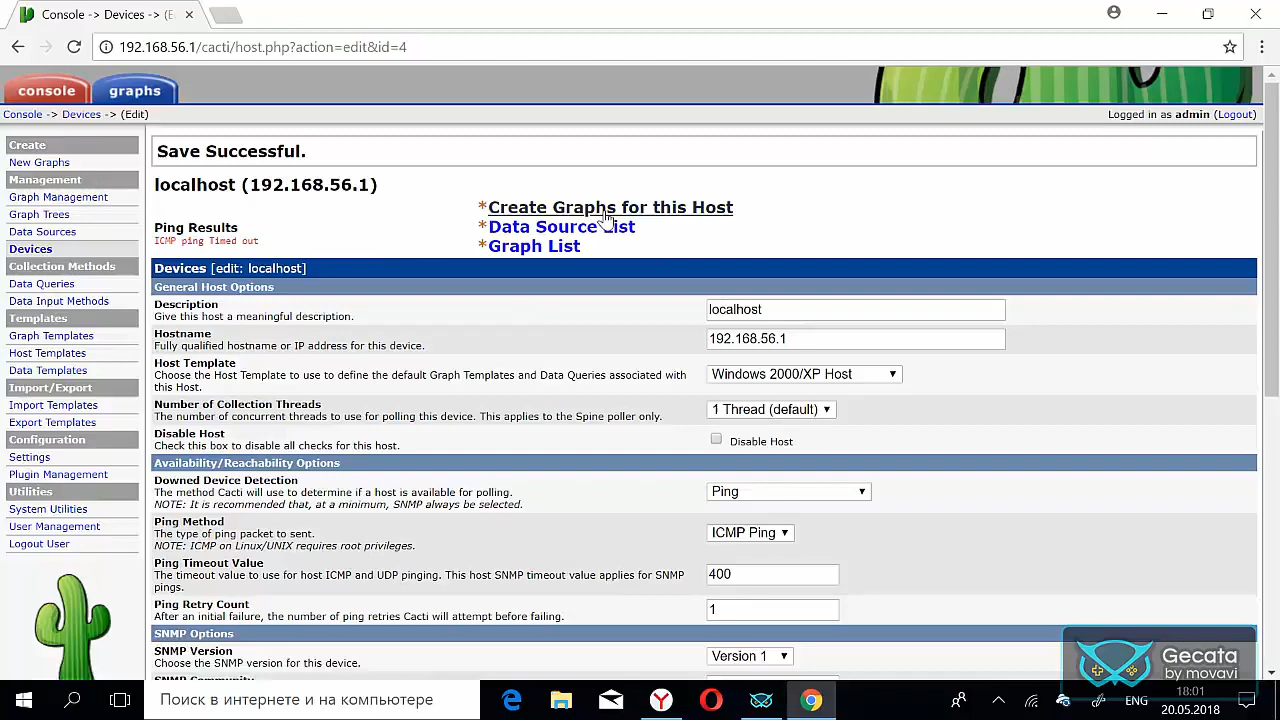 Console -> Devices -> (E
192.168.56.1/cacti/host.php?action=edit&id=4
console
graphs
Console -> Devices -> (Edit)
Logged in as admin (Logout)
Create
New Graphs
Management
Graph Management
Graph Trees
Data Sources
Devices
Collection Methods
Data Queries
Data Input Methods
Templates
Graph Templates
Host Templates
Data Templates
Import/Export
Import Templates
Export Templates
Configuration
Settings
Plugin Management
Utilities
System Utilities
User Management
Logout User
Save Successful.
localhost (192.168.56.1)
*Create Graphs for this Host
Ping Results
ICMP ping Timed out
*Data Source List
*Graph List
Devices [edit: localhost]
General Host Options
Description
Give this host a meaningful description.
localhost
Hostname
Fully qualified hostname or IP address for this device.
192.168.56.1
Host Template
Choose the Host Template to use to define the default Graph Templates and Data Queries associated with
this Host.
Windows 2000/XP Host
Number of Collection Threads
The number of concurrent threads to use for polling this device. This applies to the Spine poller only.
1 Thread (default)
Disable Host
Check this box to disable all checks for this host.
Disable Host
Availability/Reachability Options
Downed Device Detection
The method Cacti will use to determine if a host is available for polling.
NOTE: It is recommended that, at a minimum, SNMP always be selected.
Ping
Ping Method
The type of ping packet to sent.
NOTE: ICMP on Linux/UNIX requires root privileges.
ICMP Ping
Ping Timeout Value
The timeout value to use for host ICMP and UDP pinging. This host SNMP timeout value applies for SNMP
pings.
400
Ping Retry Count
After an initial failure, the number of ping retries Cacti will attempt before failing.
1
SNMP Options
SNMP Version
Choose the SNMP version for this device.
Version 1
SNMP Community
Gecata
by movavi
Поиск в интернете и на компьютере
ENG
18:01
20.05.2018